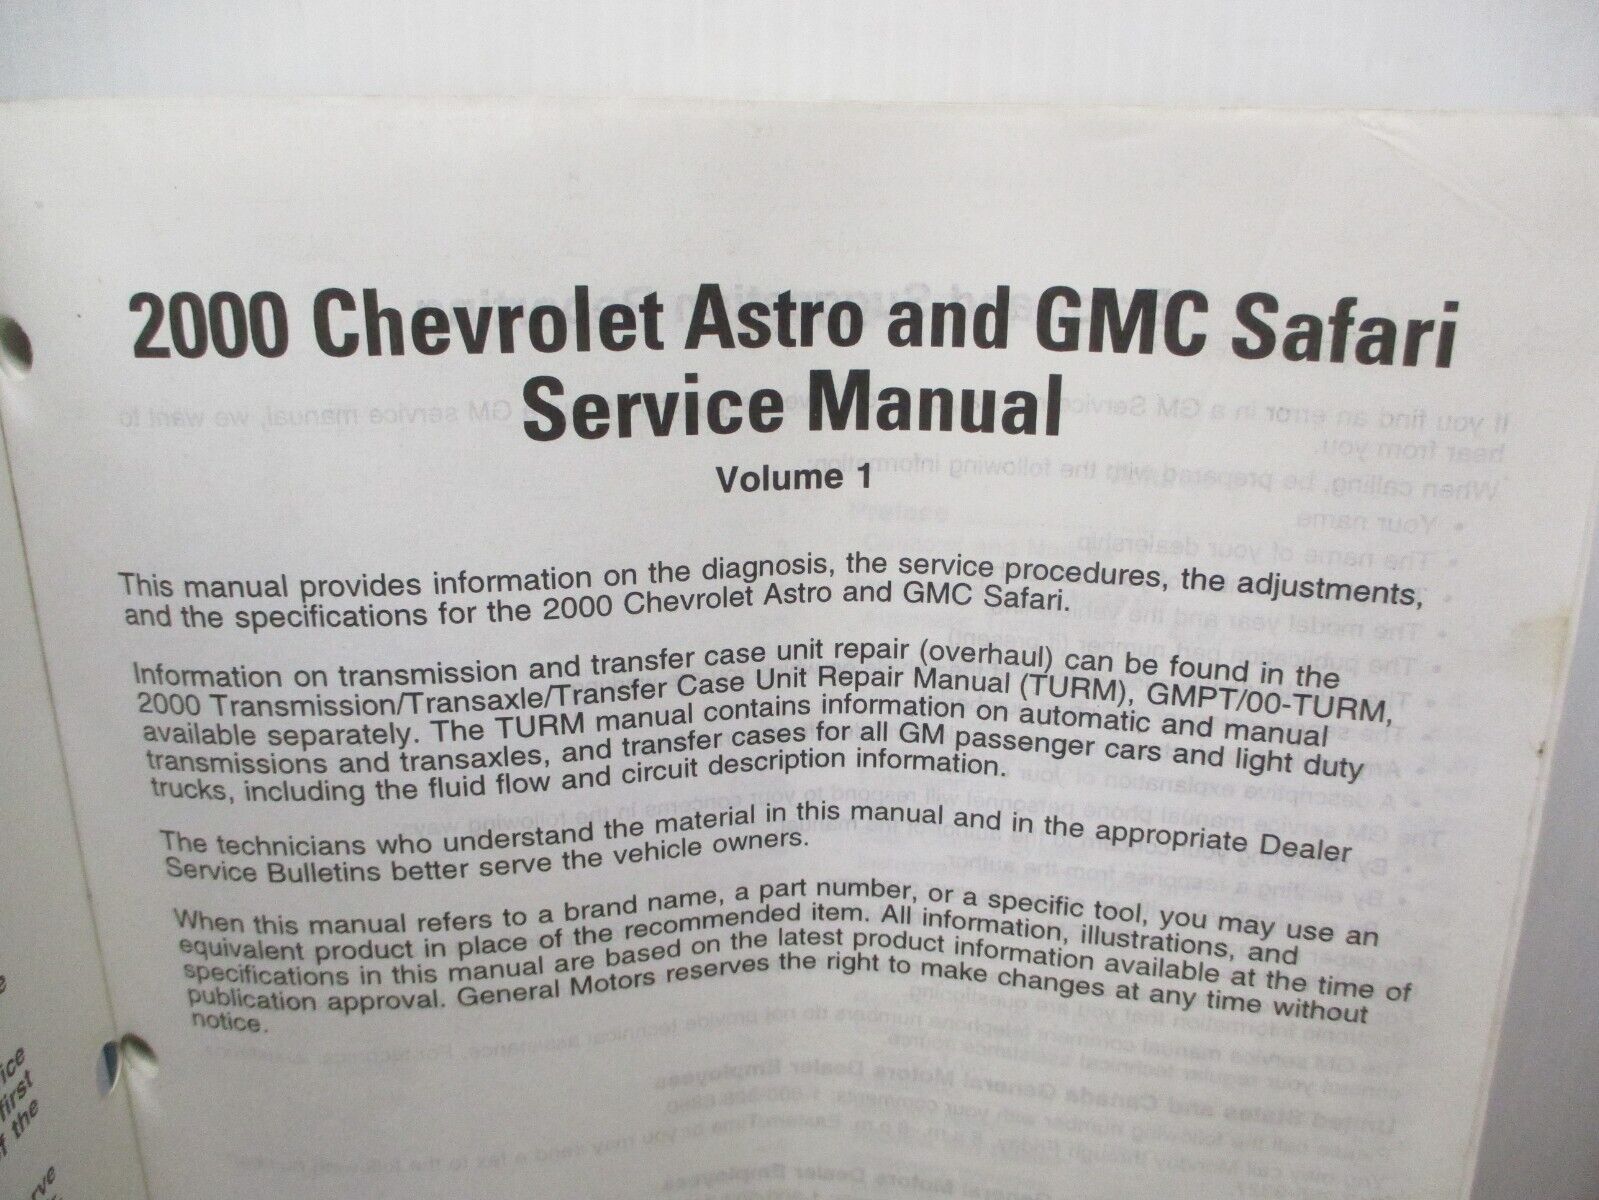 2000 Chevrolet Astro and GMC Safari
Service Manual
Volume 1
This manual provides information on the diagnosis, the service procedures, the adjustments,
and the specifications for the 2000 Chevrolet Astro and GMC Safari.
Information on transmission and transfer case unit repair (overhaul) can be found in the
2000 Transmission/Transaxle/Transfer Case Unit Repair Manual (TURM), GMPT/00-TURM,
available separately. The TURM manual contains information on automatic and manual
transmissions and transaxles, and transfer cases for all GM passenger cars and light duty
trucks, including the fluid flow and circuit description information.
The technicians who understand the material in this manual and in the appropriate Dealer
Service Bulletins better serve the vehicle owners.
When this manual refers to a brand name, a part number, or a specific tool, you may use an
equivalent product in place of the recommended item. All information, illustrations, and
specifications in this manual are based on the latest product information available at the time of
publication approval. General Motors reserves the right to make changes at any time without
notice.
first
the